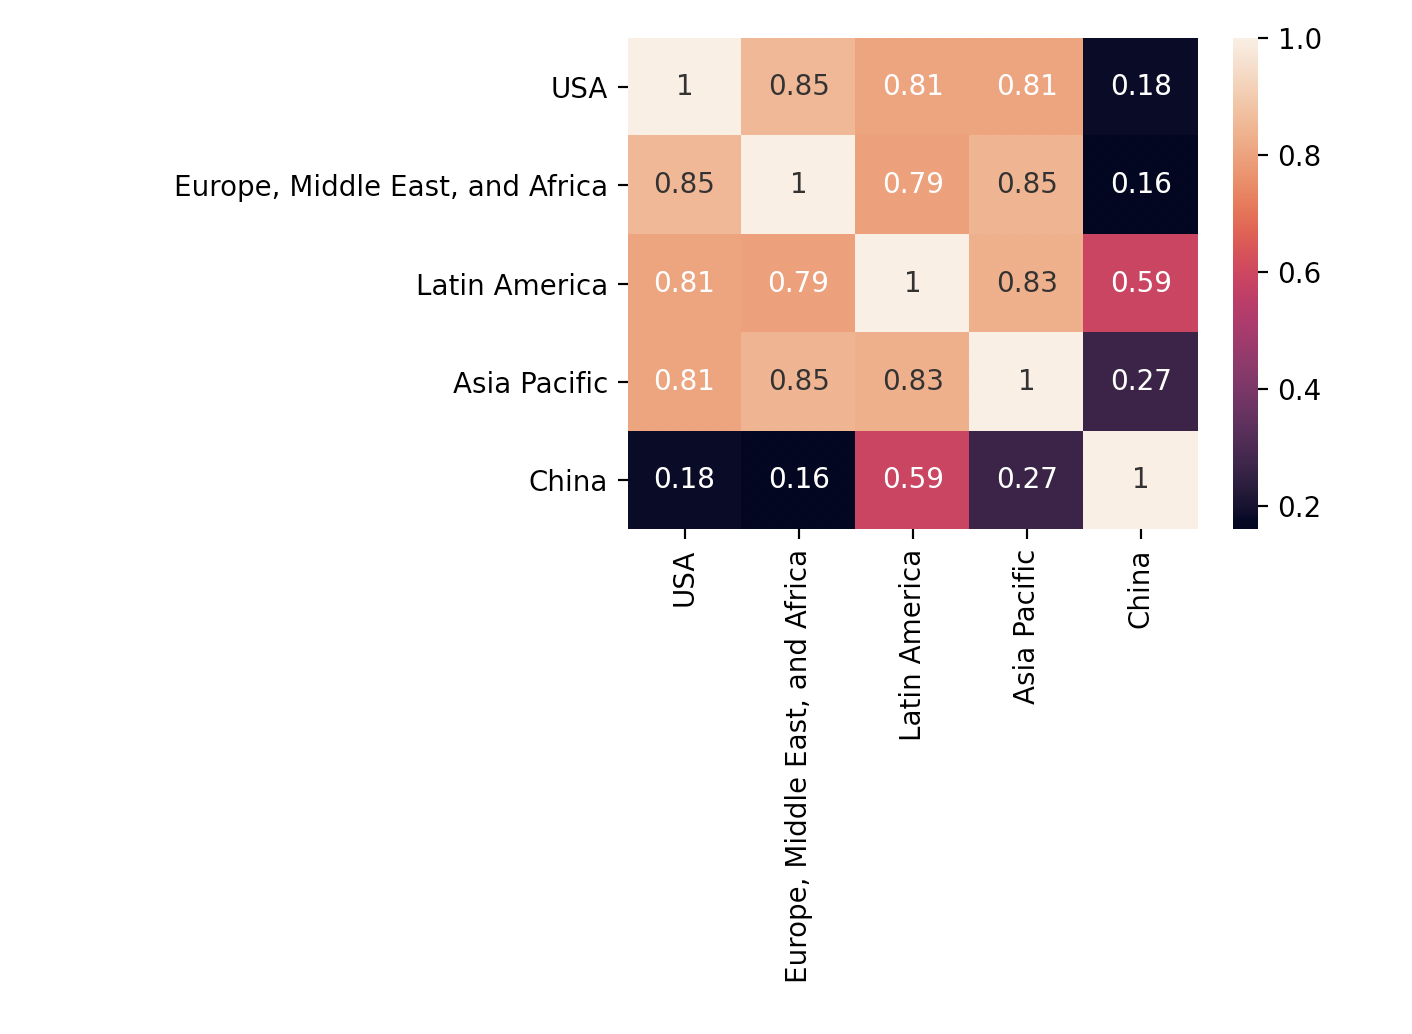 USA 1 0.85 0.81 0.81 0.18
Europe, Middle East, and Africa 0.85 1 0.79 0.85 0.16
Latin America 0.81 0.79 1 0.83 0.59
Asia Pacific 0.81 0.85 0.83 1 0.27
China 0.18 0.16 0.59 0.27 1
USA
Europe, Middle East, and Africa
Latin America
Asia Pacific
China
1.0
0.8
0.6
0.4
0.2